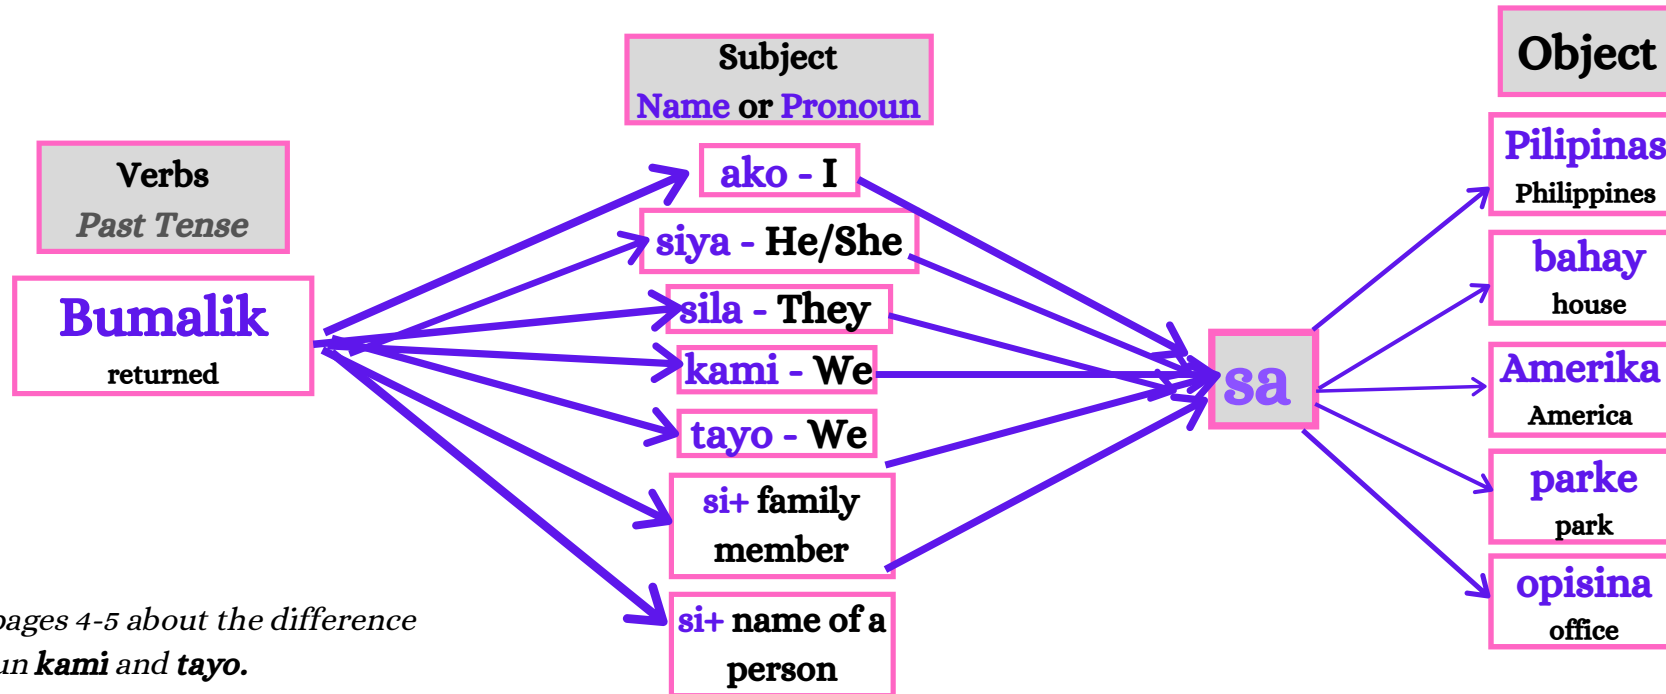 Verbs
Past Tense
Bumalik
returned
Subject
Name or Pronoun
ako - I
siya - He/She
sila - They
kami - We
tayo - We
si+ family
member
si+ name of a
person
sa
Object
Pilipinas
Philippines
bahay
house
Amerika
America
parke
park
opisina
office
pages 4-5 about the difference
kami and tayo.